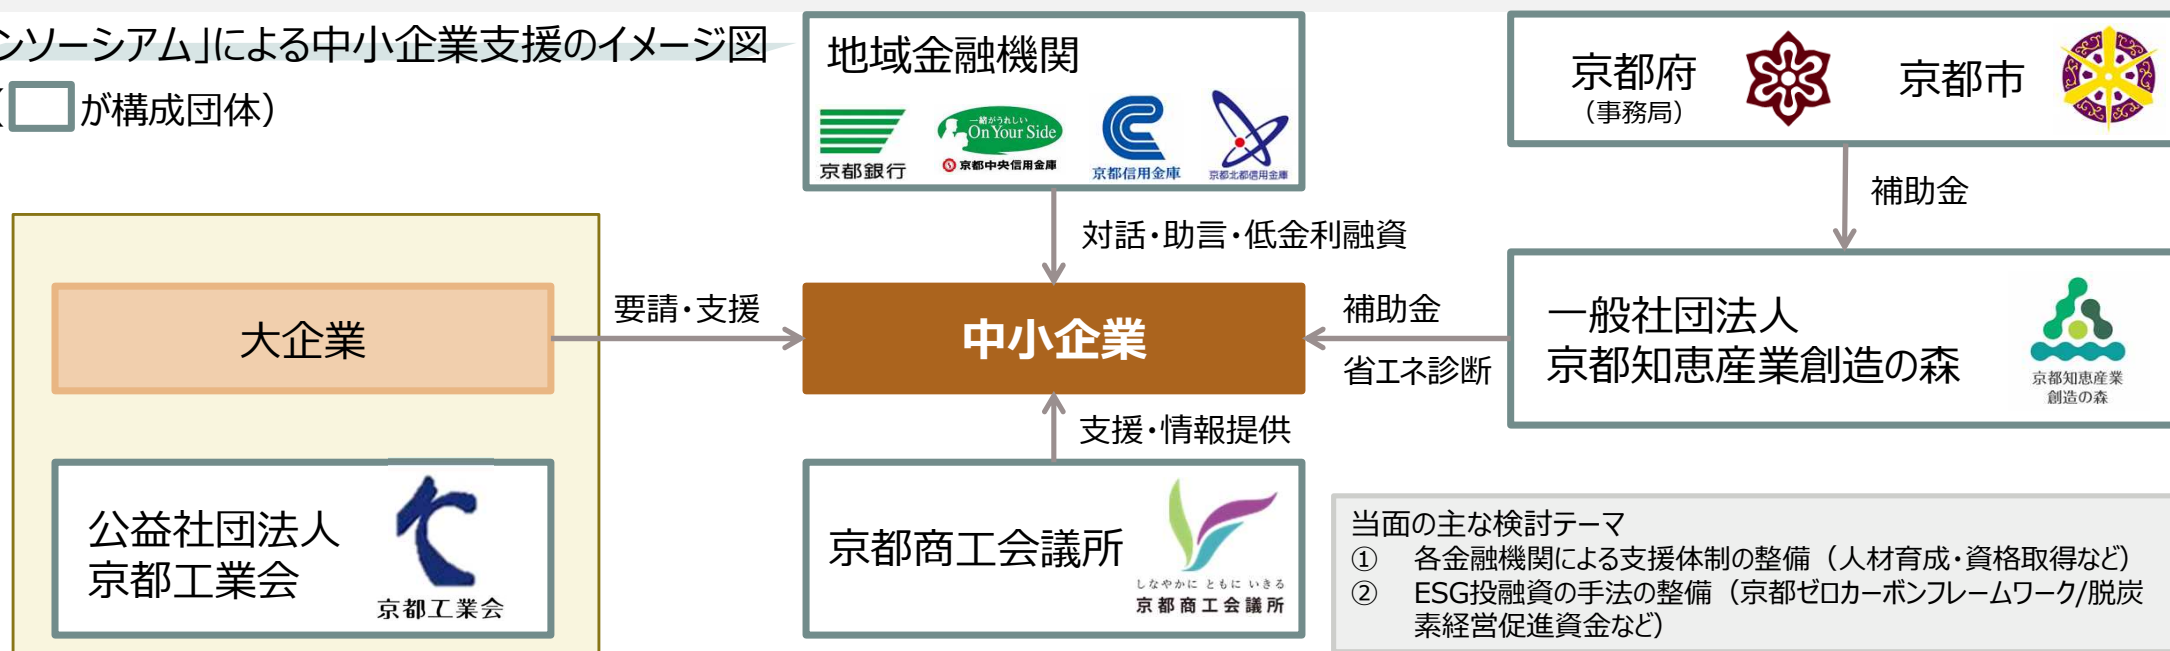 ンソーシアム」による中小企業支援のイメージ図
( が構成団体)
地域金融機関
京都銀行
一緒がうれしい
On Your Side
京都中央信用金庫
京都信用金庫
京都北都信用金庫
京都府
(事務局)
京都市
補助金
対話・助言・低金利融資
大企業
要請・支援
中小企業
補助金
省エネ診断
一般社団法人
京都知恵産業創造の森
京都知恵産業
創造の森
支援・情報提供
公益社団法人
京都工業会
京都工業会
京都商工会議所
しなやかに ともに いきる
京都商工会議所
当面の主な検討テーマ
① 各金融機関による支援体制の整備（人材育成・資格取得など）
② ESG投融資の手法の整備（京都ゼロカーボンフレームワーク/脱炭
素経営促進資金など）